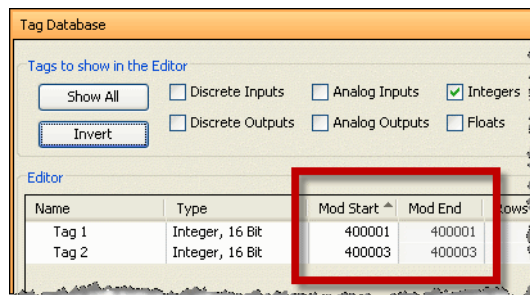 Tag Database
Tags to show in the Editor
Show All Discrete Inputs Analog Inputs Integers
Invert Discrete Outputs Analog Outputs Floats
Editor
Name Type Mod Start Mod End Rows
Tag 1 Integer, 16 Bit 400001 400001
Tag 2 Integer, 16 Bit 400003 400003